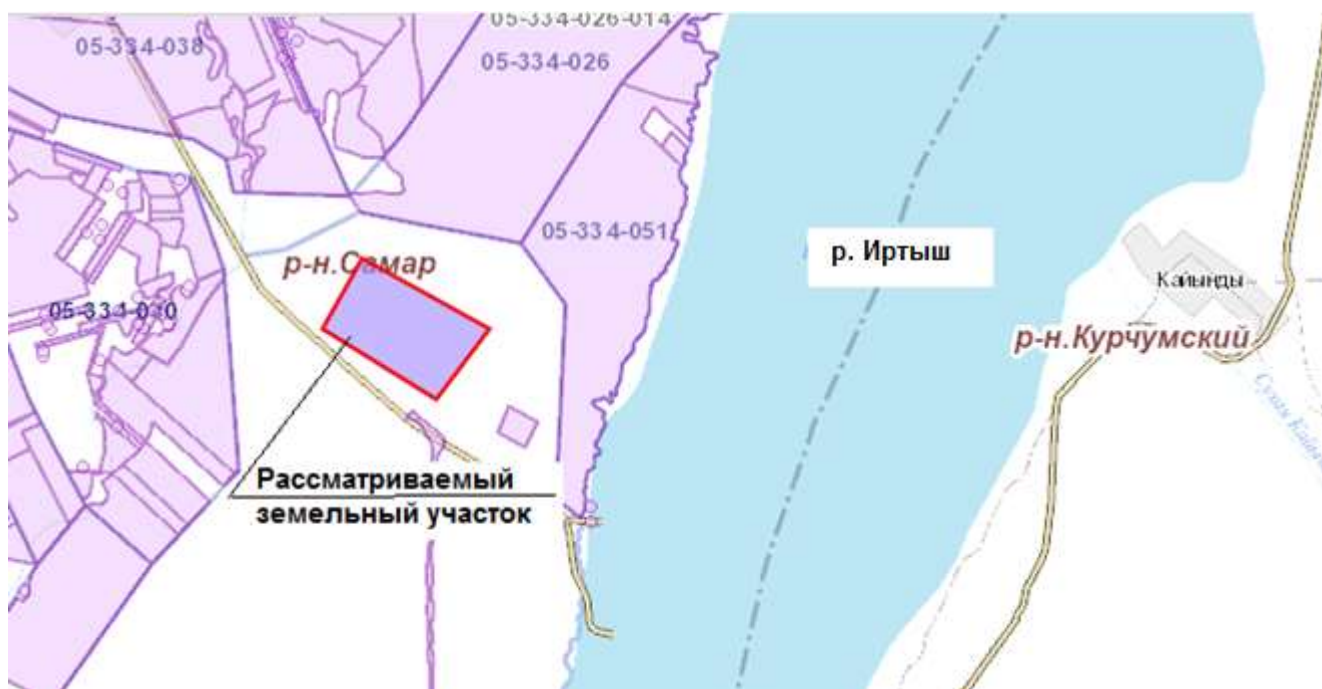 05-334-026-014
05-334-038
05-334-026
05-334-051
р. Иртыш
р-н.Самар
Кайынды
05-334-040
р-н.Курчумский
Рассматриваемый
земельный участок